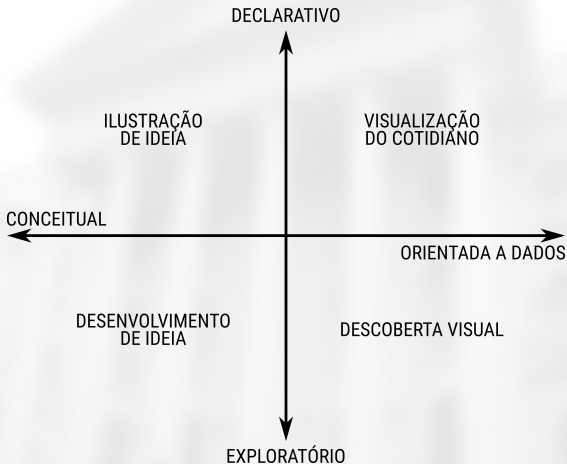 DECLARATIVO
ILUSTRAÇÃO
DE IDEIA
VISUALIZAÇÃO
DO COTIDIANO
CONCEITUAL
ORIENTADA A DADOS
DESENVOLVIMENTO
DE IDEIA
DESCOBERTA VISUAL
EXPLORATÓRIO